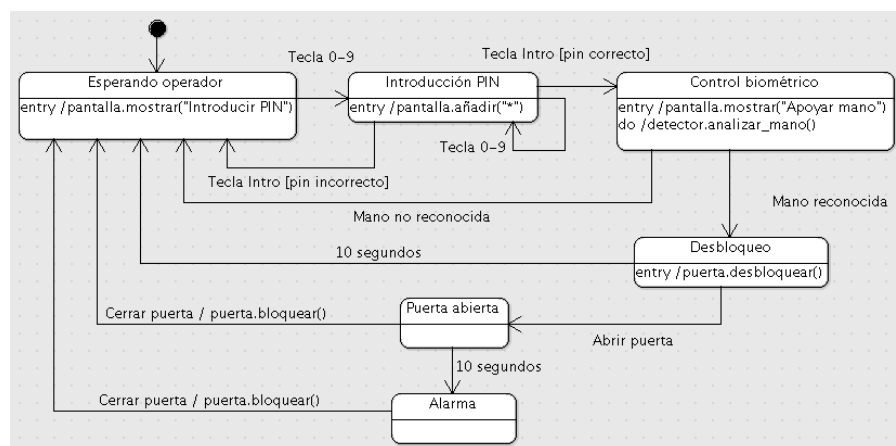 Tecla 0-9
Tecla Intro [pin correcto]
Esperando operador
entry /pantalla.mostrar("Introducir PIN")
Introducción PIN
entry /pantalla.añadir("*")
Control biométrico
entry /pantalla.mostrar("Apoyar mano")
do /detector.analizar_mano()
Tecla 0-9
Tecla Intro [pin incorrecto]
Mano no reconocida
Mano reconocida
10 segundos
Desbloqueo
entry /puerta.desbloquear()
Cerrar puerta / puerta.bloquear()
Puerta abierta
Abrir puerta
10 segundos
Cerrar puerta / puerta.bloquear()
Alarma